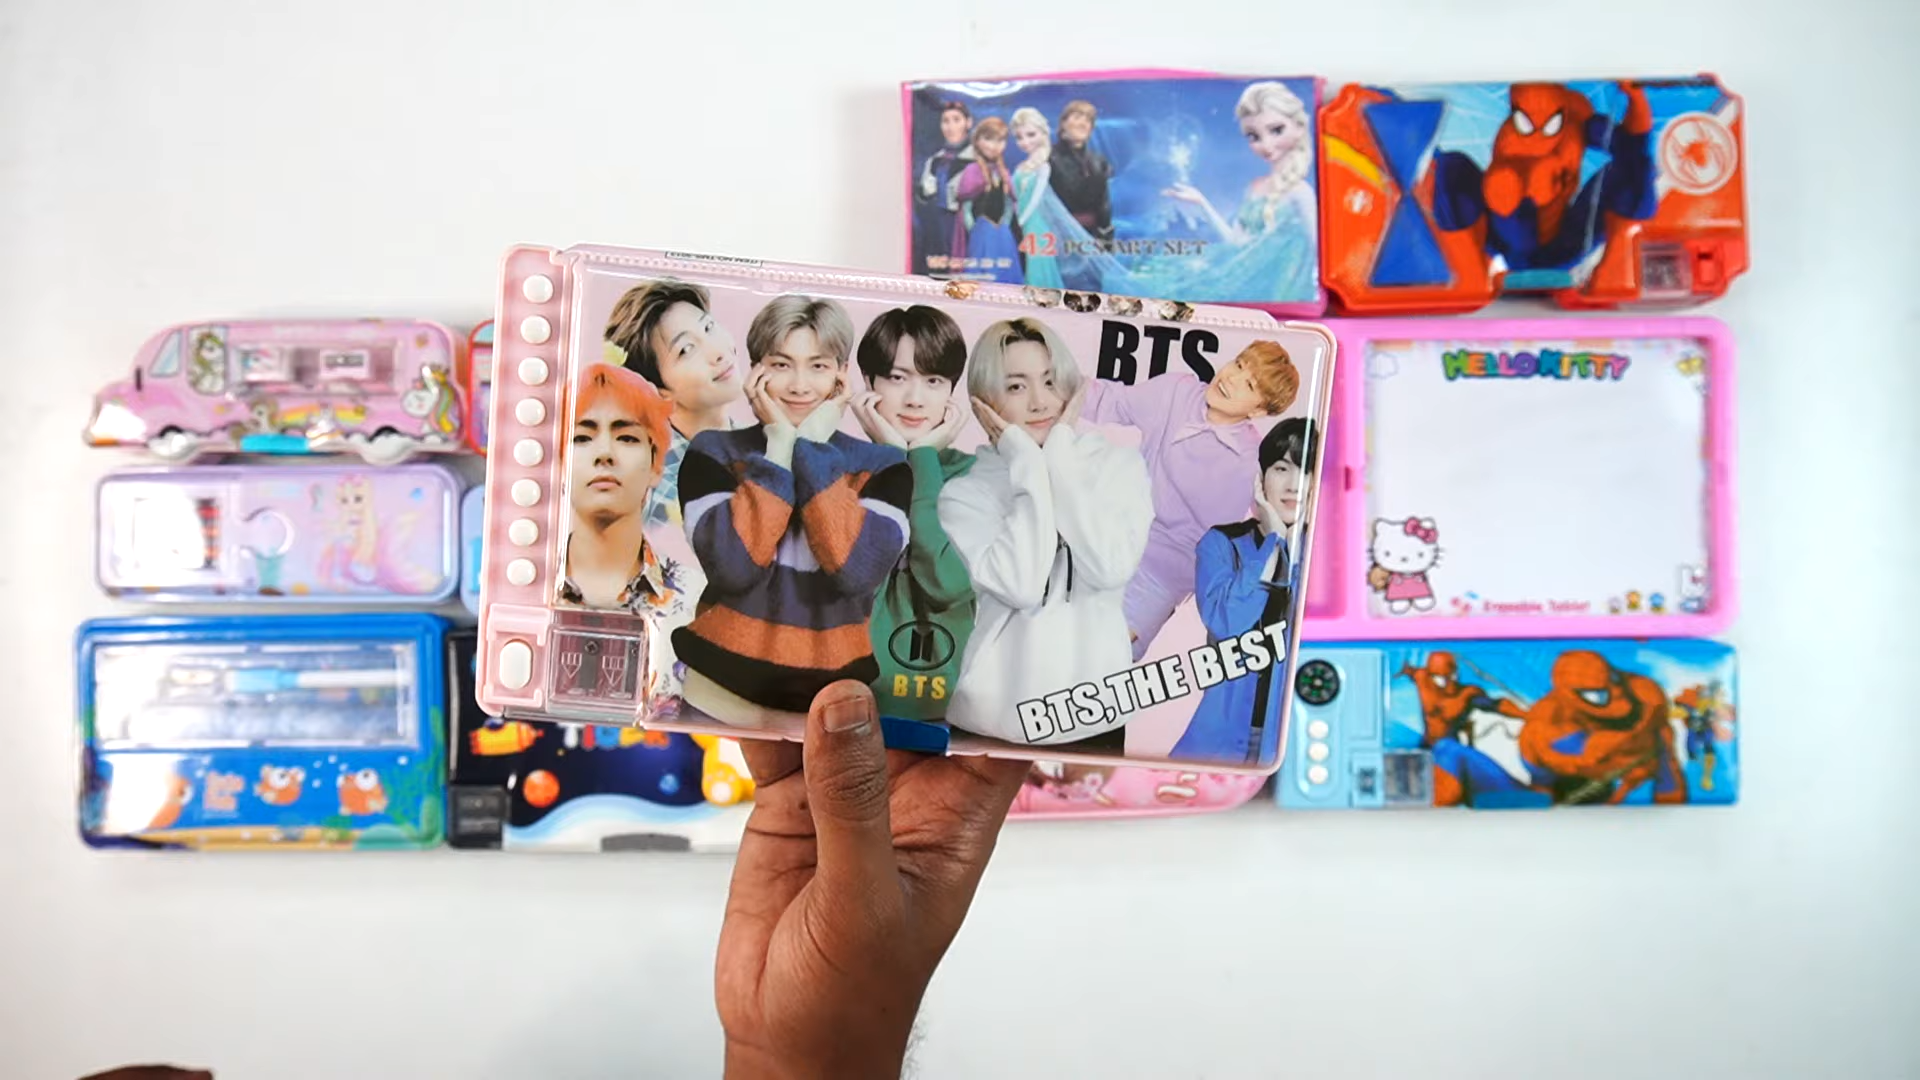 42 PCS ART SET
HELLO KITTY
BTS
BTS
BTS,THE BEST
Erasable Tablet